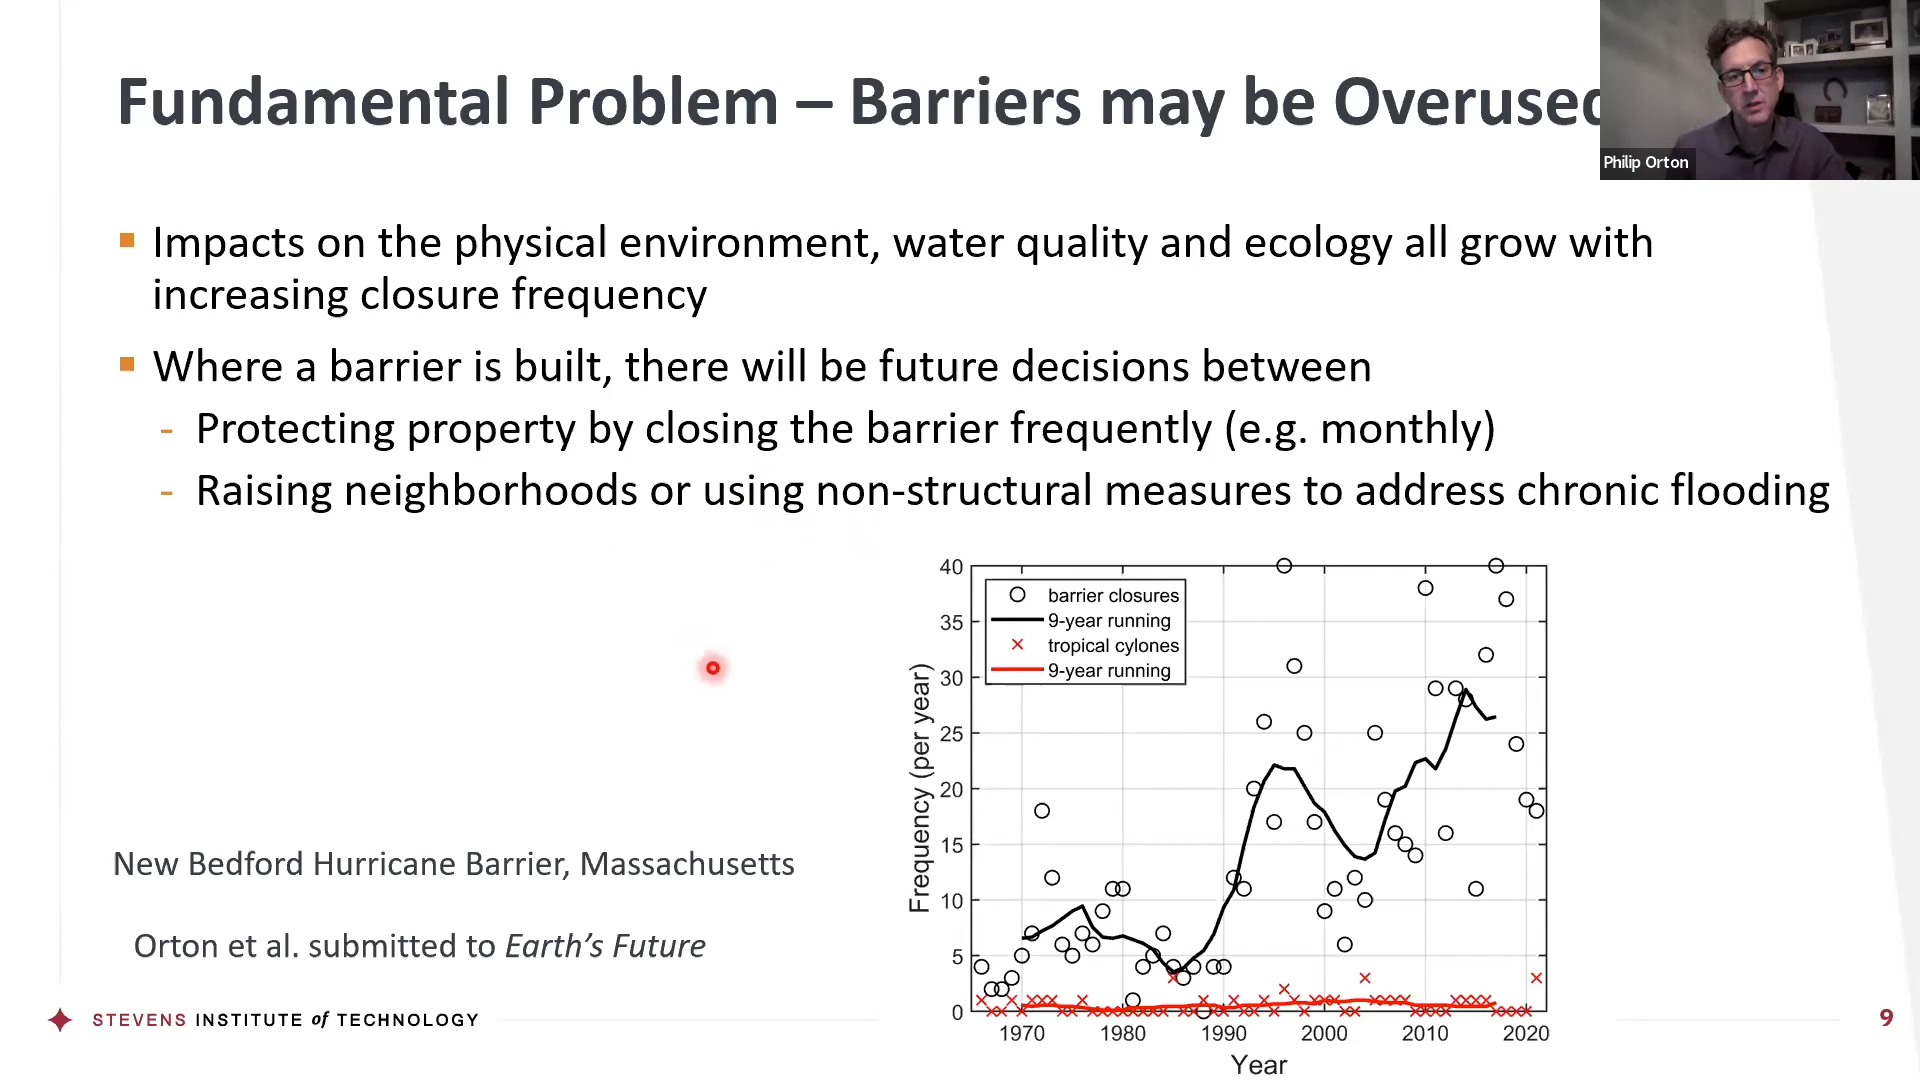 Fundamental Problem – Barriers may be Overused
Philip Orton
Impacts on the physical environment, water quality and ecology all grow with
increasing closure frequency
Where a barrier is built, there will be future decisions between
- Protecting property by closing the barrier frequently (e.g. monthly)
- Raising neighborhoods or using non-structural measures to address chronic flooding
40
35
30
25
20
15
10
5
0
Frequency (per year)
barrier closures
9-year running
tropical cylones
9-year running
1970 1980 1990 2000 2010 2020
Year
New Bedford Hurricane Barrier, Massachusetts
Orton et al. submitted to Earth's Future
STEVENS INSTITUTE of TECHNOLOGY
9